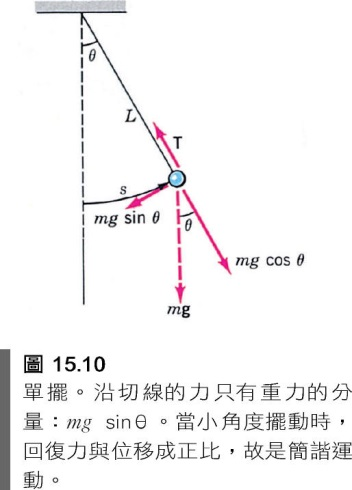 θ
L
T
s
mg sin θ
θ
mg cos θ
mg
圖 15.10
單擺。沿切線的力只有重力的分
量：mg sinθ。當小角度擺動時，
回復力與位移成正比，故是簡諧運
動。